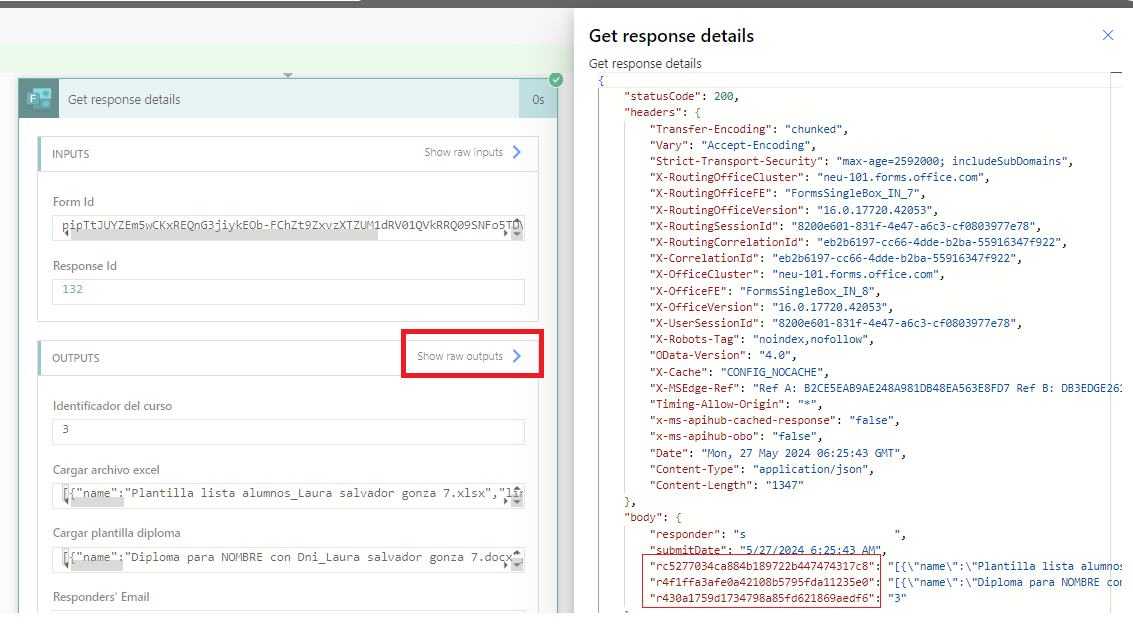 Get response details
0s
INPUTS
Show raw inputs
Form Id
pipTtJUYZEm5wCKxREQnG3jiykEOb-FChZt9ZxvzXTZUM1dRV01QVkRRQ09SNFo5TD
Response Id
132
OUTPUTS
Show raw outputs
Identificador del curso
3
Cargar archivo excel
[{"name":"Plantilla lista alumnos_Laura salvador gonza 7.xlsx","lin
Cargar plantilla diploma
[{"name":"Diploma para NOMBRE con Dni_Laura salvador gonza 7.docx
Responders' Email
Get response details
Get response details
{
"statusCode": 200,
"headers": {
"Transfer-Encoding": "chunked",
"Vary": "Accept-Encoding",
"Strict-Transport-Security": "max-age=2592000; includeSubDomains",
"X-RoutingOfficeCluster": "neu-101.forms.office.com",
"X-RoutingOfficeFE": "FormsSingleBox_IN_7",
"X-RoutingOfficeVersion": "16.0.17720.42053",
"X-RoutingSessionId": "8200e601-831f-4e47-a6c3-cf0803977e78",
"X-RoutingCorrelationId": "eb2b6197-cc66-4dde-b2ba-55916347f922",
"X-CorrelationId": "eb2b6197-cc66-4dde-b2ba-55916347f922",
"X-OfficeCluster": "neu-101.forms.office.com",
"X-OfficeFE": "FormsSingleBox_IN_8",
"X-OfficeVersion": "16.0.17720.42053",
"X-UserSessionId": "8200e601-831f-4e47-a6c3-cf0803977e78",
"X-Robots-Tag": "noindex,nofollow",
"OData-Version": "4.0",
"X-Cache": "CONFIG_NOCACHE",
"X-MSEdge-Ref": "Ref A: B2CE5EAB9AE248A981DB48EA563E8FD7 Ref B: DB3EDGE261
"Timing-Allow-Origin": "*",
"x-ms-apihub-cached-response": "false",
"x-ms-apihub-obo": "false",
"Date": "Mon, 27 May 2024 06:25:43 GMT",
"Content-Type": "application/json",
"Content-Length": "1347"
},
"body": {
"responder": "s ",
"submitDate": "5/27/2024 6:25:43 AM",
"rc5277034ca884b189722b447474317c8": "[{\"name\":\"Plantilla lista alumnos
"r4f1ffa3afe0a42108b5795fda11235e0": "[{\"name\":\"Diploma para NOMBRE con
"r430a1759d1734798a85fd621869aedf6": "3"